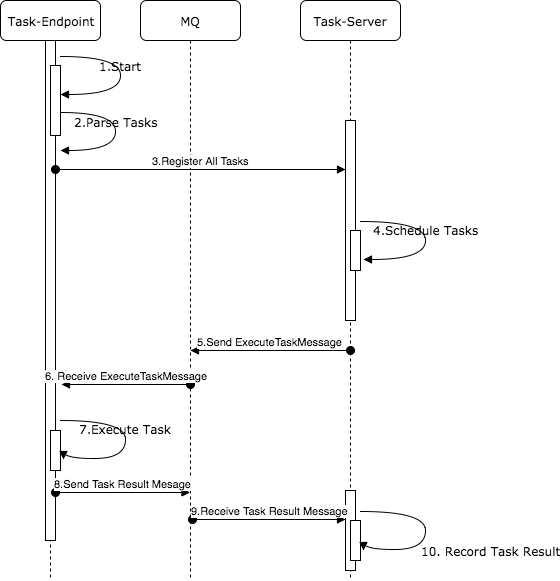 Task-Endpoint
MQ
Task-Server
1.Start
2.Parse Tasks
3.Register All Tasks
4.Schedule Tasks
5.Send ExecuteTaskMessage
6. Receive ExecuteTaskMessage
7.Execute Task
8.Send Task Result Mesage
9.Receive Task Result Message
10. Record Task Result